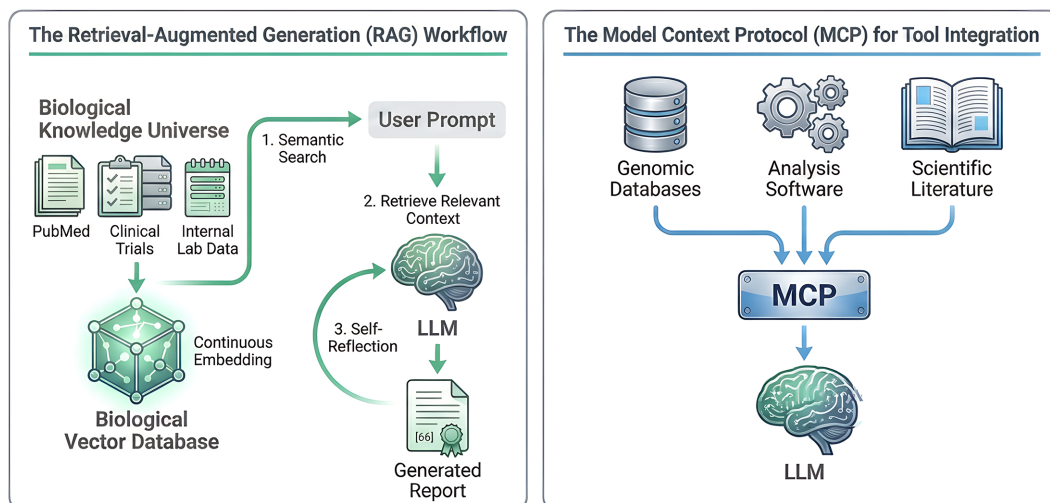 The Retrieval-Augmented Generation (RAG) Workflow
Biological
Knowledge Universe
PubMed
Clinical
Trials
Internal
Lab Data
1. Semantic
Search
User Prompt
2. Retrieve Relevant
Context
LLM
3. Self-
Reflection
Continuous
Embedding
Biological
Vector Database
[66]
Generated
Report
The Model Context Protocol (MCP) for Tool Integration
Genomic
Databases
Analysis
Software
Scientific
Literature
MCP
LLM